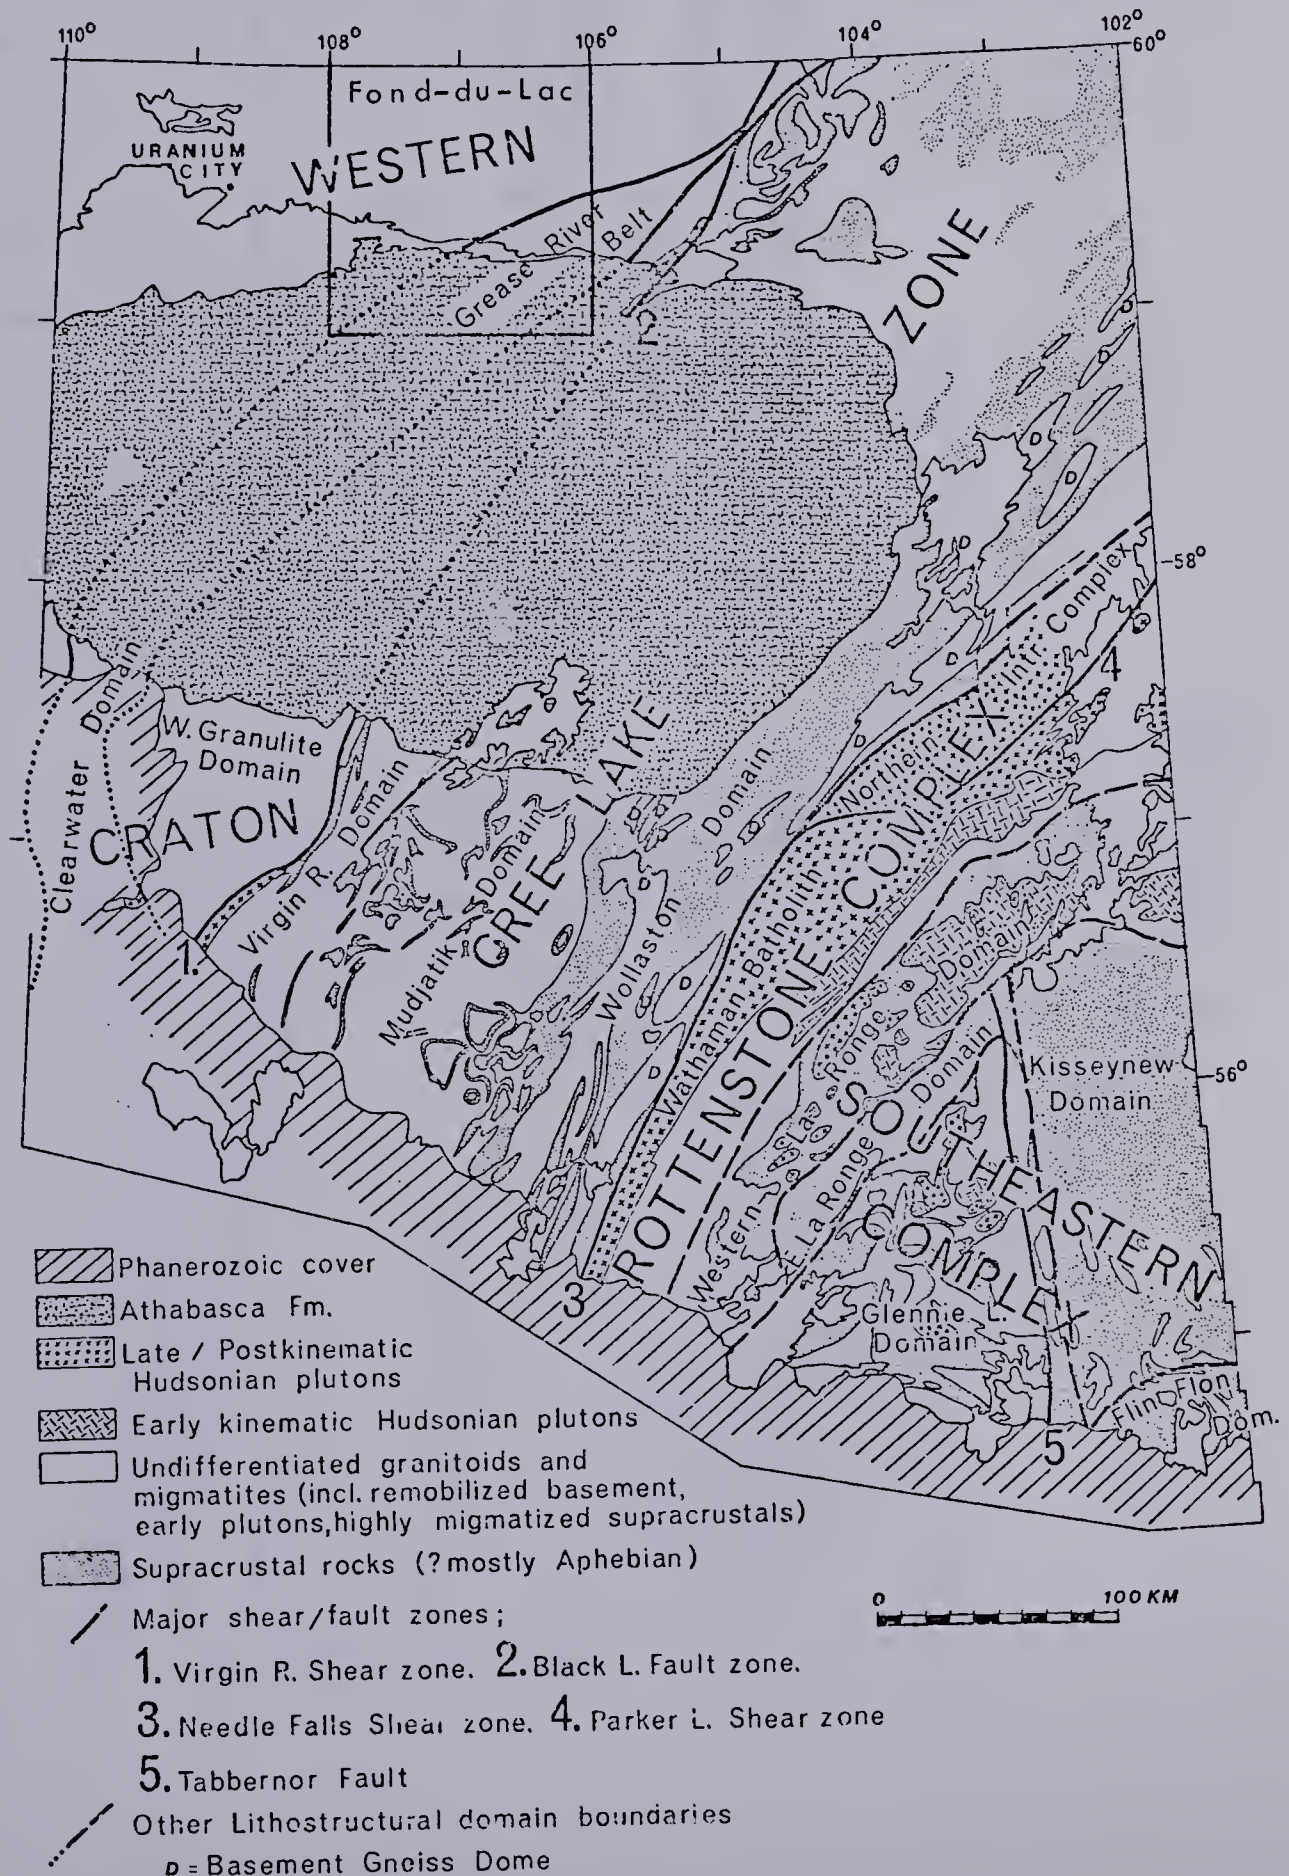 110° 108° 106° 104° 102°
60°
Fond-du-Lac
URANIUM
CITY
WESTERN
Grease River
Belt
ZONE
58°
Northern Intr. Complex
4
Clearwater Domain
W. Granulite
Domain
CRATON
Virgin R. Domain
1.
Mudjatik Domain
CREE LAKE
Wollaston Domain
Wathaman Batholith
ROTTENSTONE COMPLEX
La Ronge Domain
Kisseynew
Domain
56°
SOUTHEASTERN
COMPLEX
Western
E. La Ronge Domain
Glennie L.
Domain
Flin Flon
Dom.
3
5
D
Phanerozoic cover
Athabasca Fm.
Late / Postkinematic
Hudsonian plutons
Early kinematic Hudsonian plutons
Undifferentiated granitoids and
migmatites (incl. remobilized basement,
early plutons, highly migmatized supracrustals)
Supracrustal rocks (? mostly Aphebian)
Major shear/fault zones;
1. Virgin R. Shear zone. 2. Black L. Fault zone.
3. Needle Falls Shear zone. 4. Parker L. Shear zone
5. Tabbernor Fault
Other Lithostructural domain boundaries
D = Basement Gneiss Dome
0 100 KM